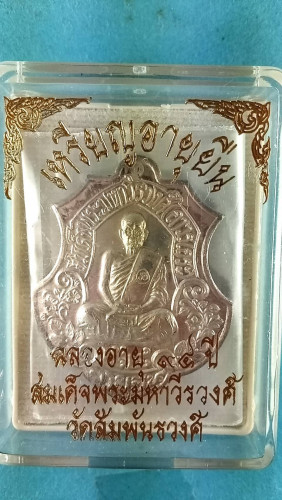 เหรียญอายุยืน
ฉลองอายุ ๙๕ ปี
สมเด็จพระมหาวีรวงศ์
วัดสัมพันธวงศ์